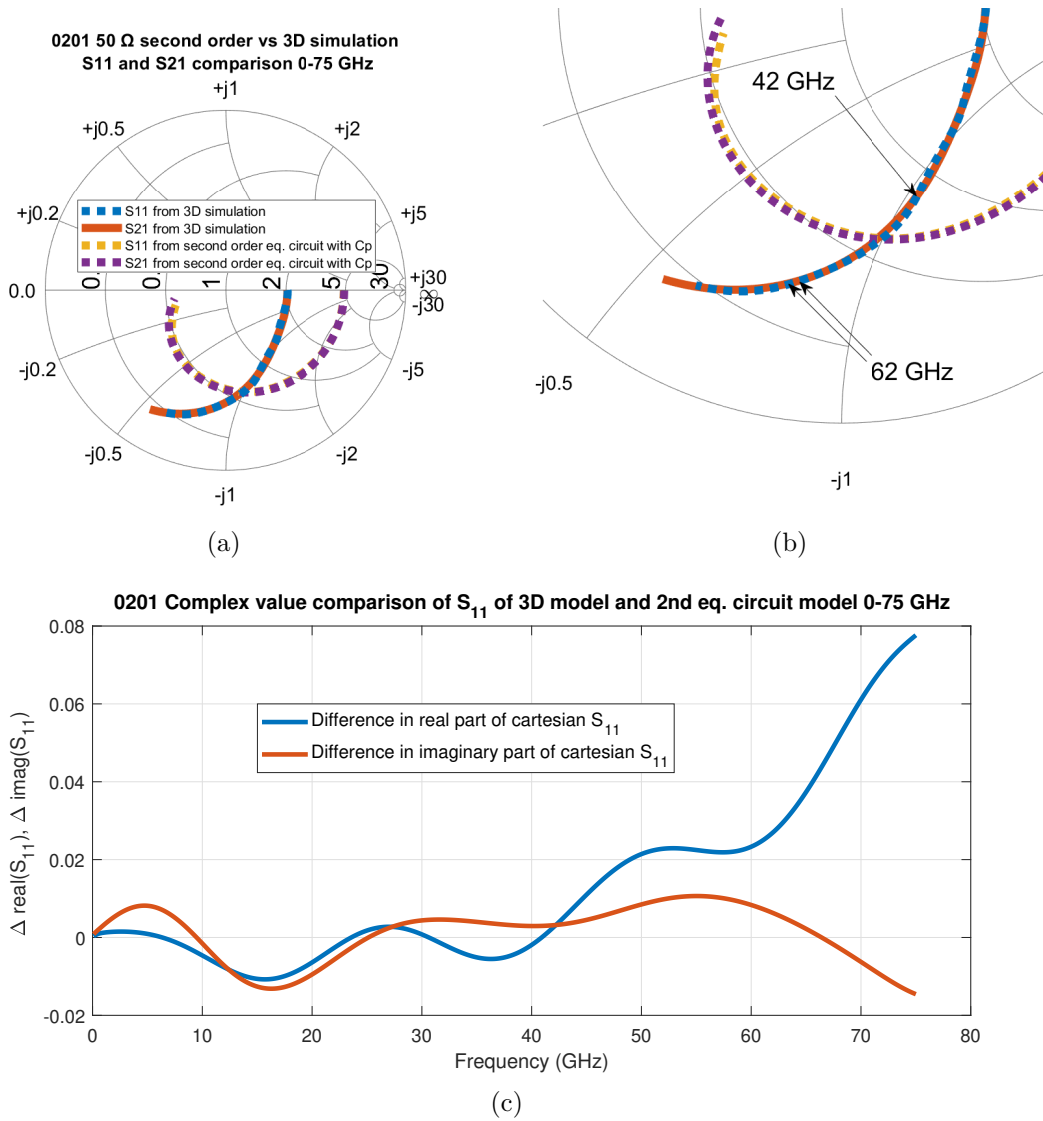 0201 50 Ω second order vs 3D simulation
S11 and S21 comparison 0-75 GHz
+j1
+j0.5
+j2
+j0.2
+j5
S11 from 3D simulation
S21 from 3D simulation
S11 from second order eq. circuit with Cp
S21 from second order eq. circuit with Cp
+j30
0.0
1
2
5
30
∞
-j30
-j0.2
-j5
-j0.5
-j2
-j1
(a)
42 GHz
62 GHz
-j0.5
-j1
(b)
0201 Complex value comparison of S11 of 3D model and 2nd eq. circuit model 0-75 GHz
Δ real(S11), Δ imag(S11)
0.08
0.06
0.04
0.02
0
-0.02
Difference in real part of cartesian S11
Difference in imaginary part of cartesian S11
0 10 20 30 40 50 60 70 80
Frequency (GHz)
(c)